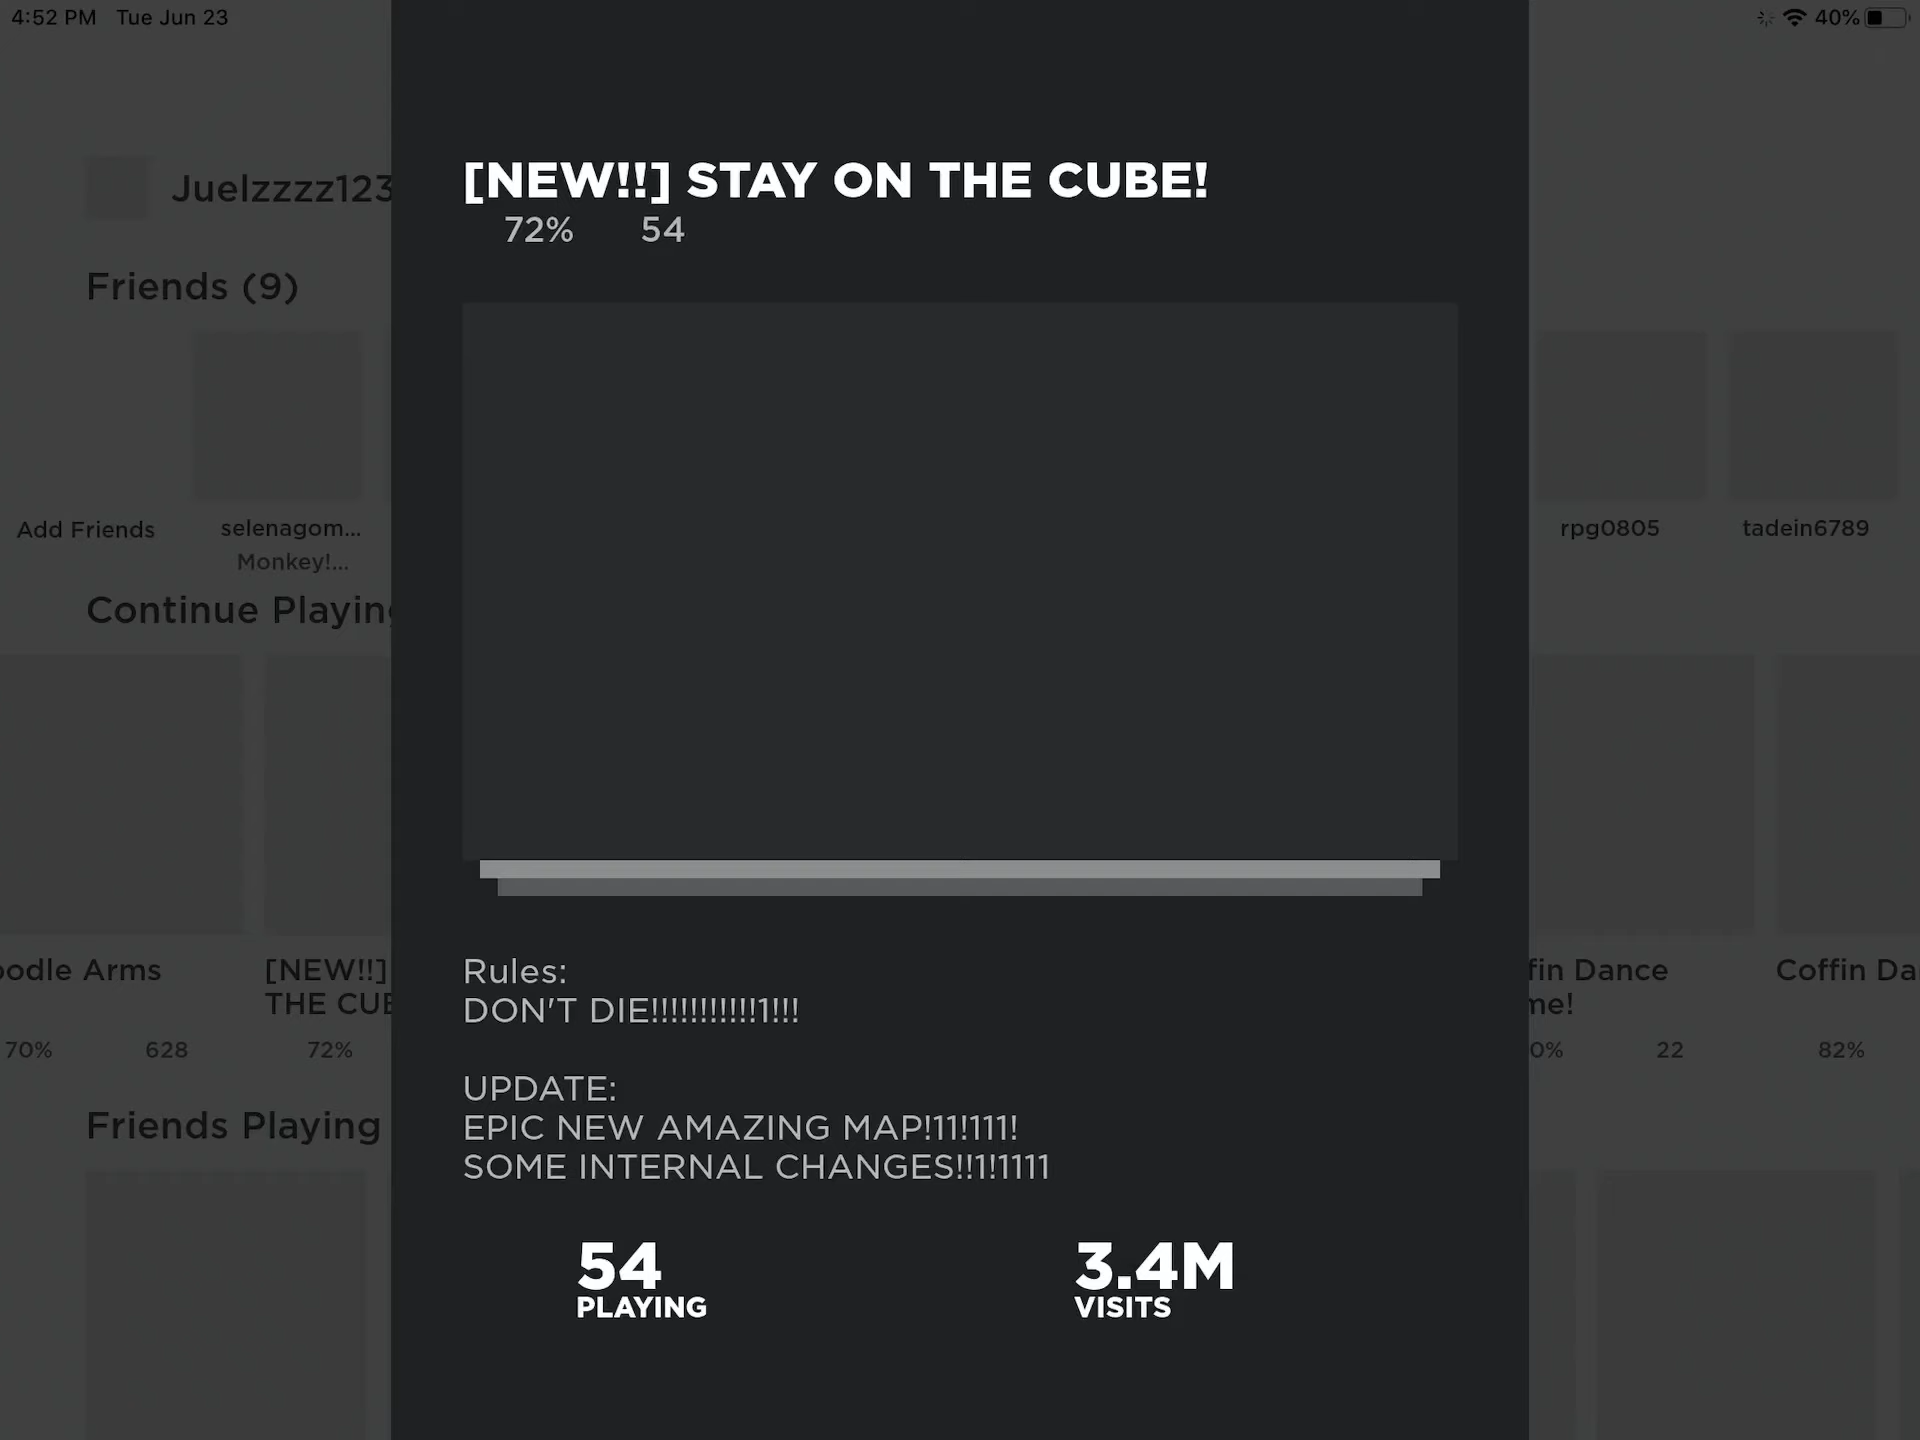 4:52 PM Tue Jun 23
40%
Juelzzzz123
Friends (9)
Add Friends
selenagom...
Monkey!...
rpg0805
tadein6789
Continue Playing
oodle Arms
70% 628
[NEW!!]
THE CUB
72%
fin Dance
me!
0% 22
Coffin Da
82%
Friends Playing
[NEW!!] STAY ON THE CUBE!
72% 54
Rules:
DON'T DIE!!!!!!!!!!!1!!!
UPDATE:
EPIC NEW AMAZING MAP!11!111!
SOME INTERNAL CHANGES!!1!1111
54
PLAYING
3.4M
VISITS